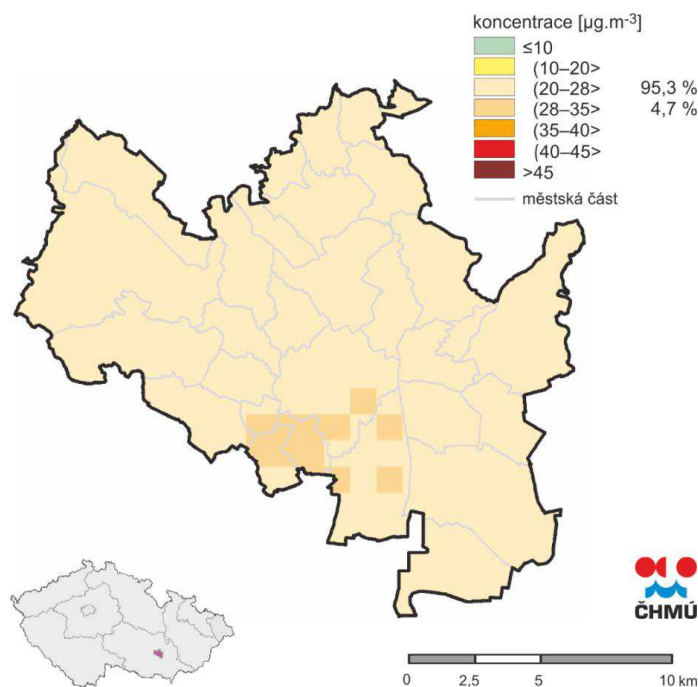 koncentrace [µg.m⁻³]
≤10
(10–20>
(20–28> 95,3 %
(28–35> 4,7 %
(35–40>
(40–45>
>45
městská část
ČHMÚ
0 2,5 5 10 km